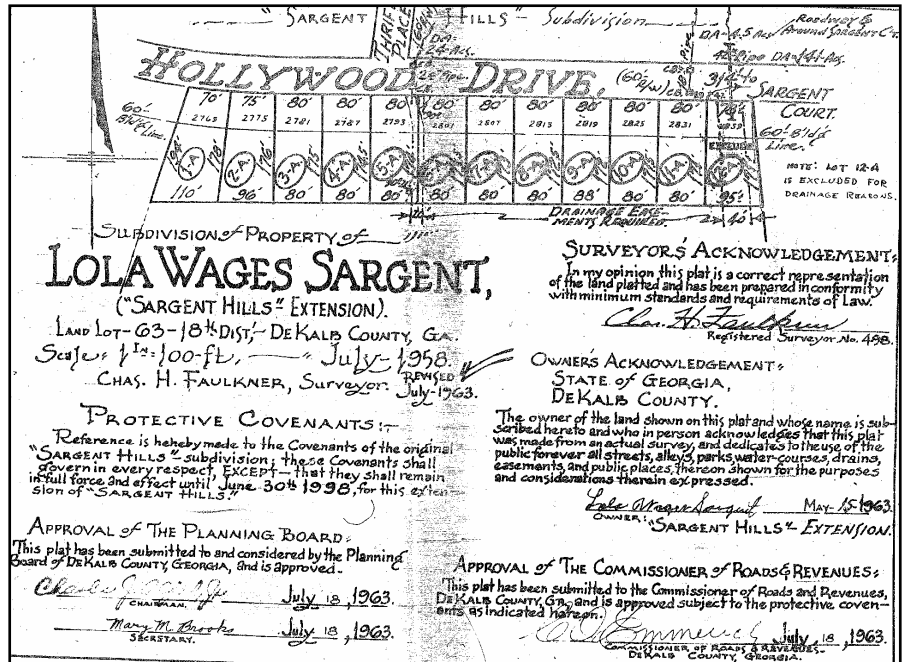 "SARGENT HILLS" Subdivision
THRIFT PLACE
Roadway &
Around SARGENT CT.
HOLLYWOOD DRIVE.
(60' R/W)
SARGENT
COURT.
70' 75' 80' 80' 80' 80 80 80 80 80 80
2769 2775 2781 2787 2793 2801 2807 2813 2819 2825 2831 2839
60'
Bl'd'g
Line.
60' Bl'd'g
Line.
EXCLUDE
194' 178' 176' 175'
1-A 2-A 3-A 4-A 5-A 6-A 7-A 8-A 9-A 10-A 11-A 12-A
110' 96' 80' 80' 80' 80' 80' 80' 88' 80' 80' 95'
NOTE: LOT 12-A
IS EXCLUDED FOR
DRAINAGE REASONS.
DRAINAGE EASE-
MENTS REQUIRED.
40'
SUBDIVISION of PROPERTY of
LOLA WAGES SARGENT,
("SARGENT HILLS" EXTENSION).
LAND LOT-63-18th DIST,- DEKALB COUNTY, GA.
Scale- 1 In=100-ft, — July-1958.
CHAS. H. FAULKNER, Surveyor.
REVISED
July-1963.
PROTECTIVE COVENANTS:-
Reference is hereby made to the Covenants of the original
"SARGENT HILLS" subdivision; these Covenants shall
govern in every respect, EXCEPT- that they shall remain
in full force and effect until June 30th 1998, for this exten-
sion of "SARGENT HILLS."
APPROVAL of THE PLANNING BOARD:
This plat has been submitted to and considered by the Planning
Board of DEKALB COUNTY, GEORGIA, and is approved-
July 18, 1963.
CHAIRMAN.
Mary M. Brooks July 18, 1963.
SECRETARY.
SURVEYOR'S ACKNOWLEDGEMENT:
In my opinion this plat is a correct representation
of the land platted and has been prepared in conformity
with minimum standards and requirements of Law.
Chas. H. Faulkner
Registered Surveyor No. 498.
OWNER'S ACKNOWLEDGEMENT:
STATE OF GEORGIA,
DEKALB COUNTY.
The owner of the land shown on this plat and whose name is sub-
scribed hereto and who in person acknowledges that this plat
was made from an actual survey, and dedicates to the use of the
public forever all streets, alleys, parks, water-courses, drains,
easements, and public places, thereon shown for the purposes
and considerations therein expressed.
Lola Wages Sargent May-15-1963.
OWNER: "SARGENT HILLS" EXTENSION.
APPROVAL OF THE COMMISSIONER OF ROADS & REVENUES:
This plat has been submitted to the Commissioner of Roads and Revenues,
DEKALB COUNTY, GA. and is approved subject to the protective coven-
ents as indicated hereon.
July, 18, 1963.
COMMISSIONER OF ROADS & REVENUES-
DEKALB COUNTY, GEORGIA.